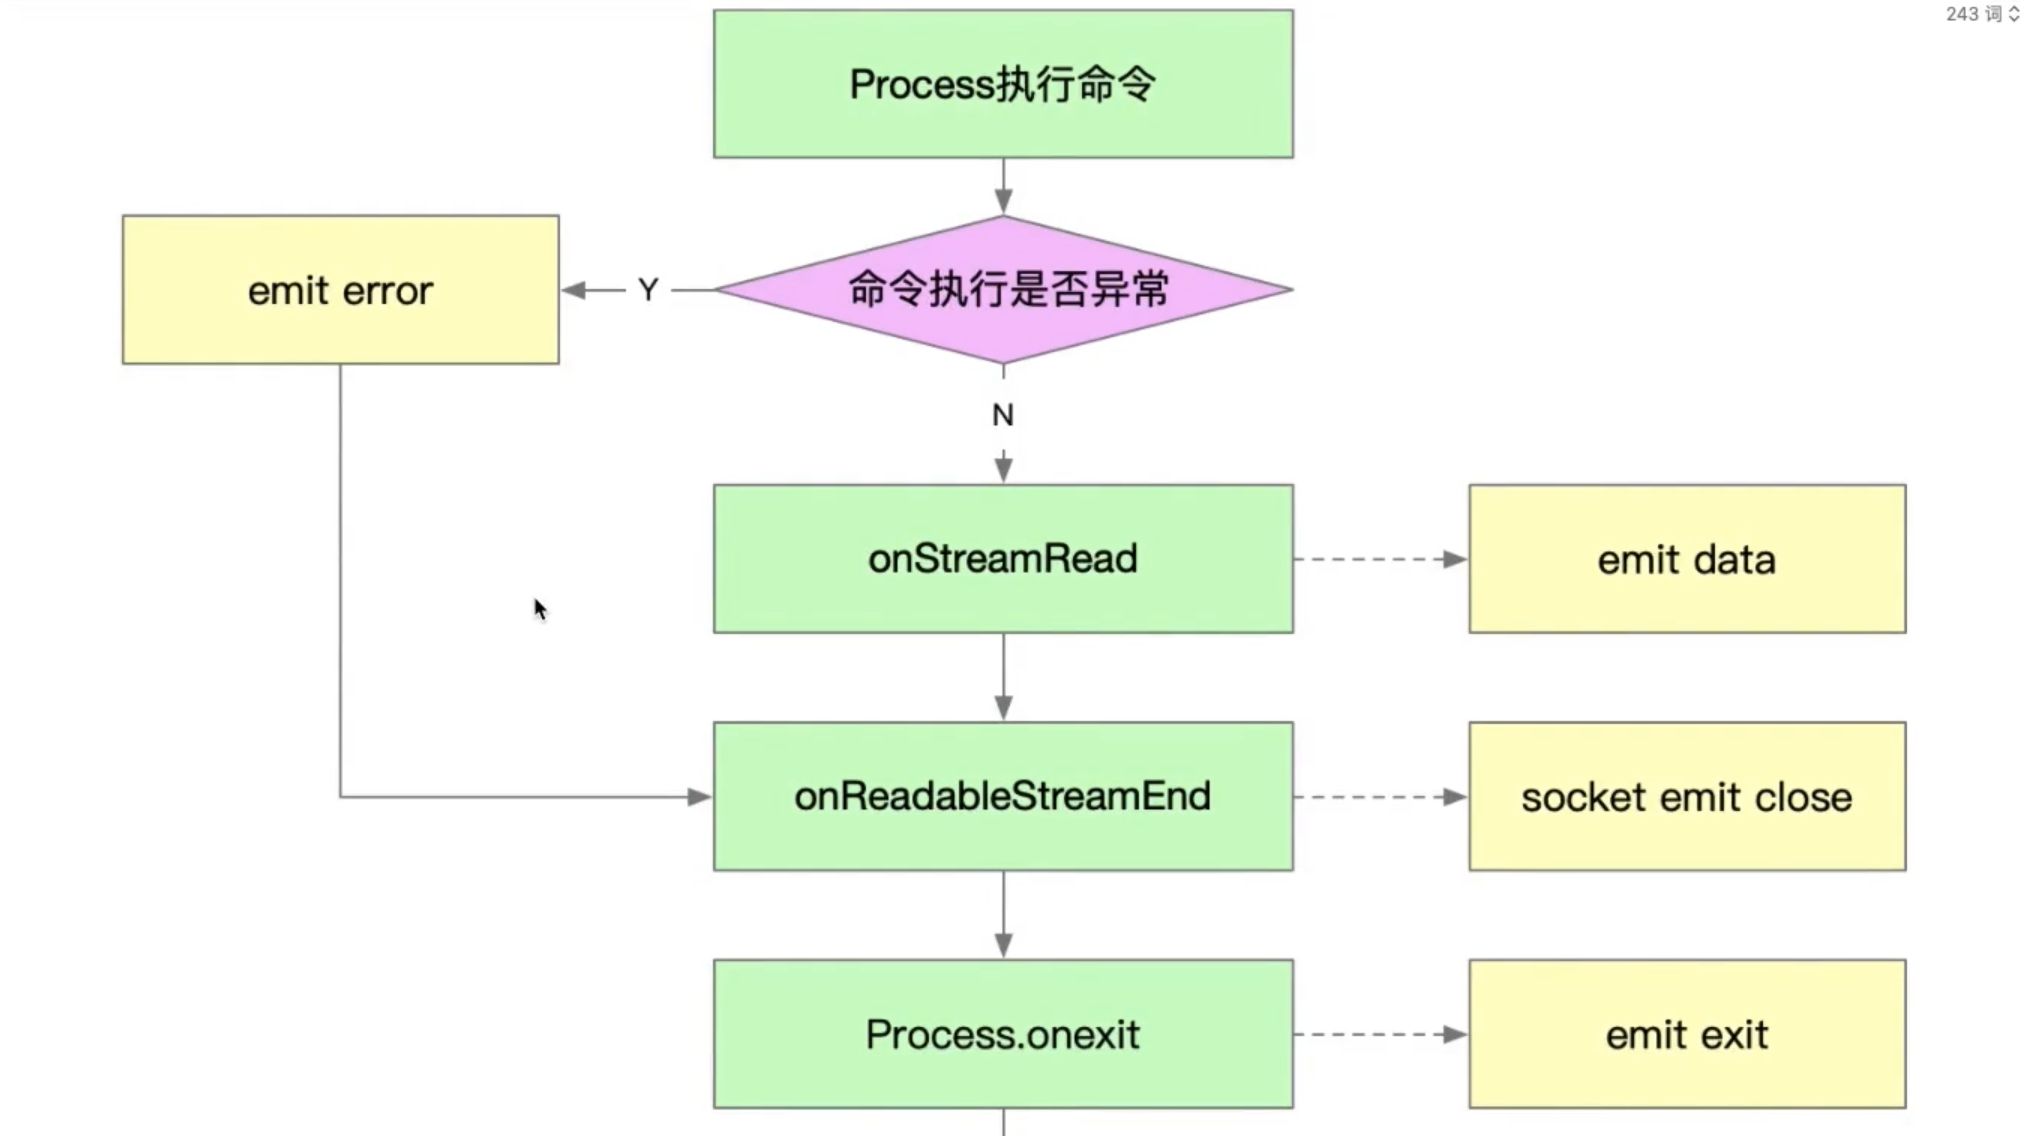 243 词
Process执行命令
emit error
Y
命令执行是否异常
N
onStreamRead
emit data
onReadableStreamEnd
socket emit close
Process.onexit
emit exit